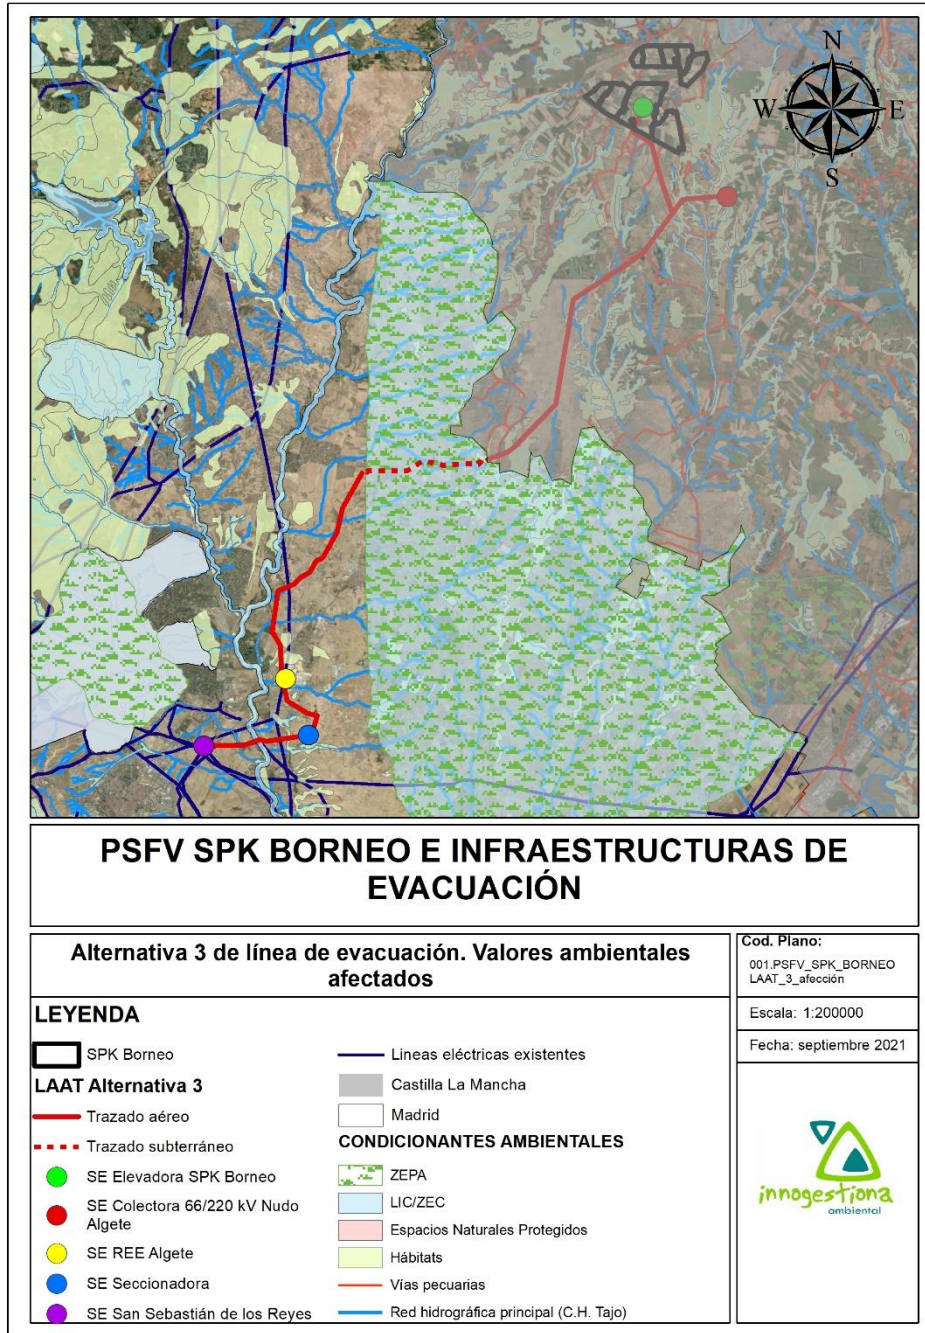 N
W
E
S
PSFV SPK BORNEO E INFRAESTRUCTURAS DE
EVACUACIÓN
Alternativa 3 de línea de evacuación. Valores ambientales
afectados
Cod. Plano:
001.PSFV_SPK_BORNEO
LAAT_3_afección
Escala: 1:200000
Fecha: septiembre 2021
LEYENDA
SPK Borneo
LAAT Alternativa 3
Trazado aéreo
Trazado subterráneo
SE Elevadora SPK Borneo
SE Colectora 66/220 kV Nudo
Algete
SE REE Algete
SE Seccionadora
SE San Sebastián de los Reyes
Lineas eléctricas existentes
Castilla La Mancha
Madrid
CONDICIONANTES AMBIENTALES
ZEPA
LIC/ZEC
Espacios Naturales Protegidos
Hábitats
Vías pecuarias
Red hidrográfica principal (C.H. Tajo)
innogestiona
ambiental